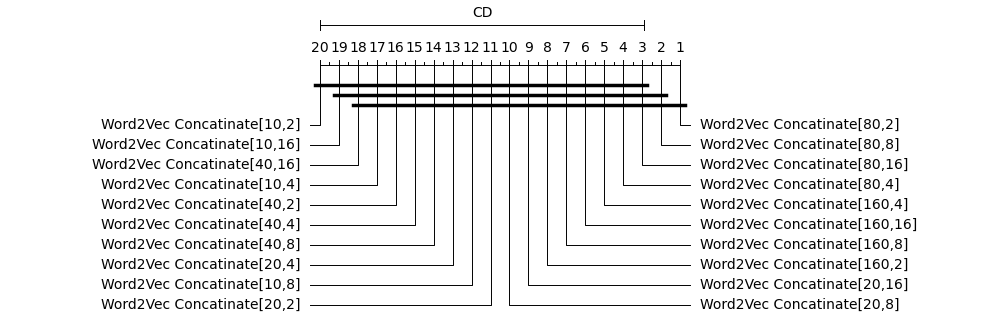 CD
20 19 18 17 16 15 14 13 12 11 10 9 8 7 6 5 4 3 2 1
Word2Vec Concatinate[10,2] Word2Vec Concatinate[80,2]
Word2Vec Concatinate[10,16] Word2Vec Concatinate[80,8]
Word2Vec Concatinate[40,16] Word2Vec Concatinate[80,16]
Word2Vec Concatinate[10,4] Word2Vec Concatinate[80,4]
Word2Vec Concatinate[40,2] Word2Vec Concatinate[160,4]
Word2Vec Concatinate[40,4] Word2Vec Concatinate[160,16]
Word2Vec Concatinate[40,8] Word2Vec Concatinate[160,8]
Word2Vec Concatinate[20,4] Word2Vec Concatinate[160,2]
Word2Vec Concatinate[10,8] Word2Vec Concatinate[20,16]
Word2Vec Concatinate[20,2] Word2Vec Concatinate[20,8]